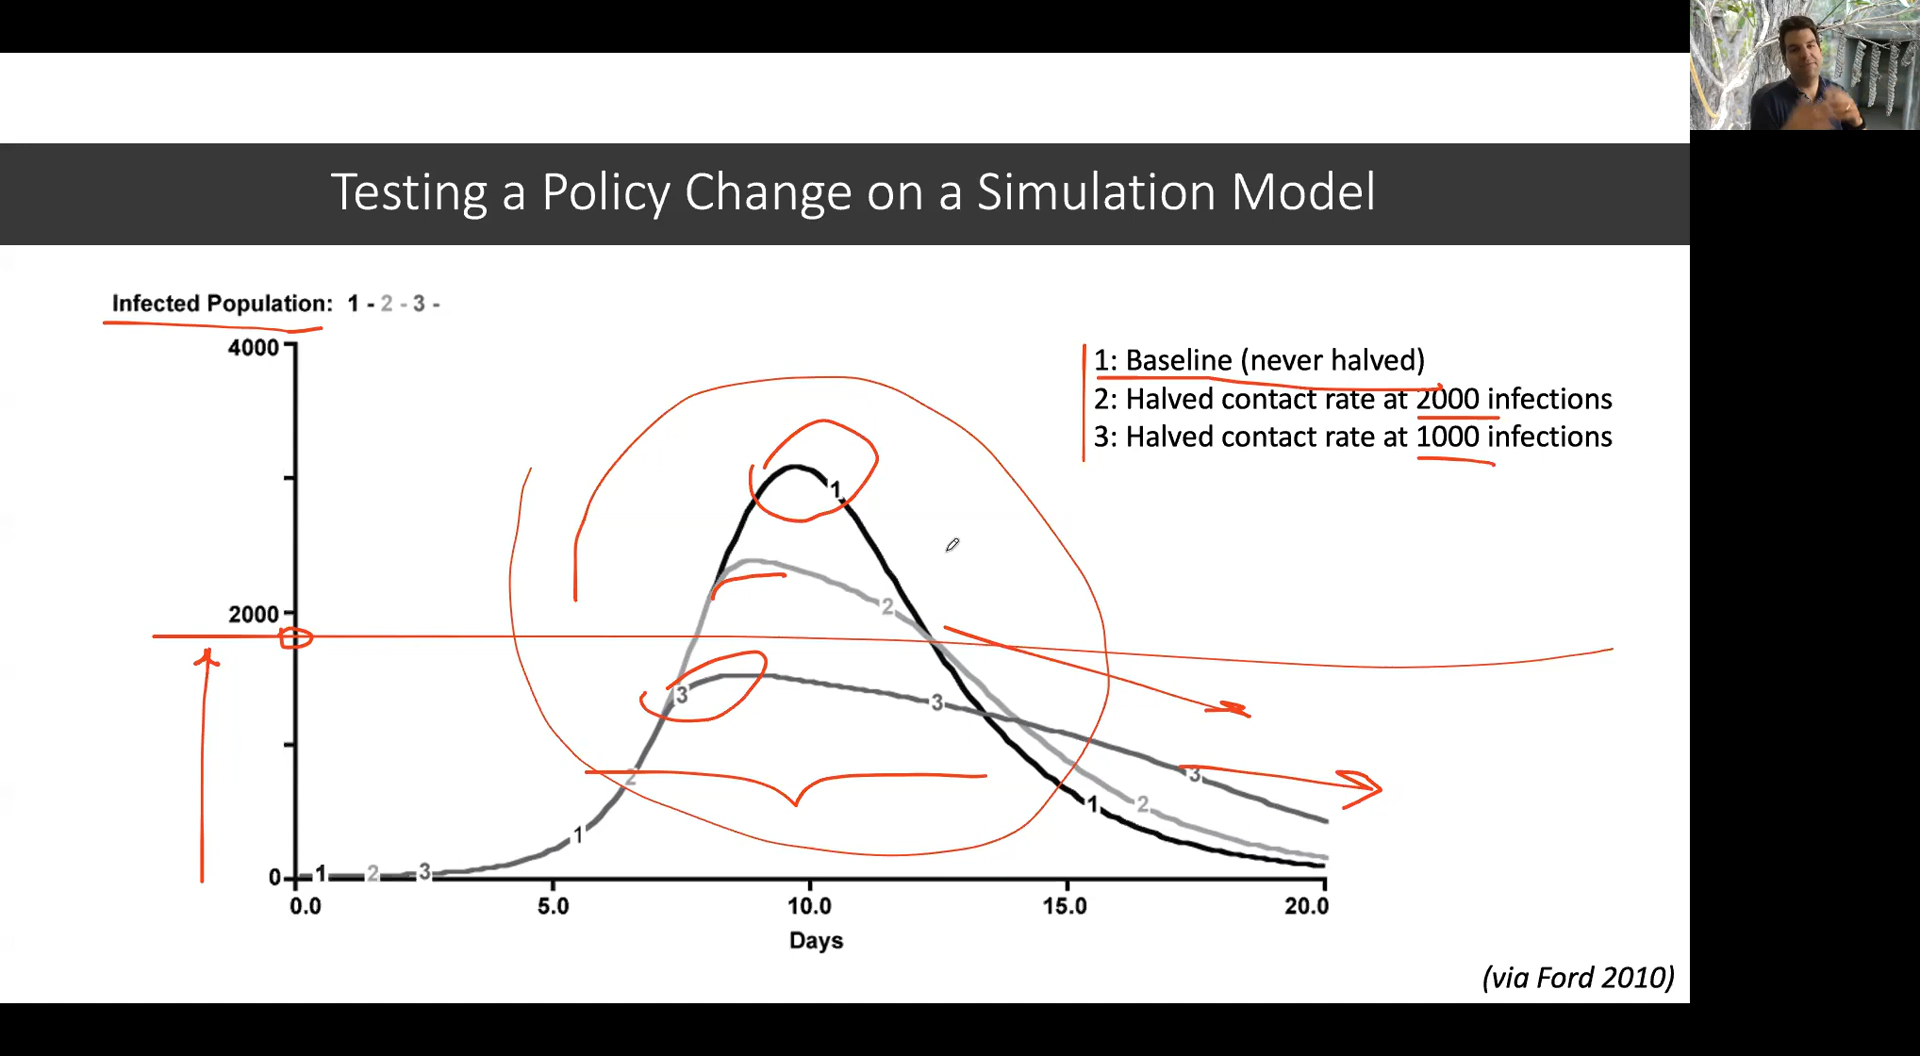 Testing a Policy Change on a Simulation Model
Infected Population: 1 - 2 - 3 -
4000
1: Baseline (never halved)
2: Halved contact rate at 2000 infections
3: Halved contact rate at 1000 infections
1
2
2000
3
3
2
3
1
2
1
0
1 2 3
0.0 5.0 10.0 15.0 20.0
Days
(via Ford 2010)